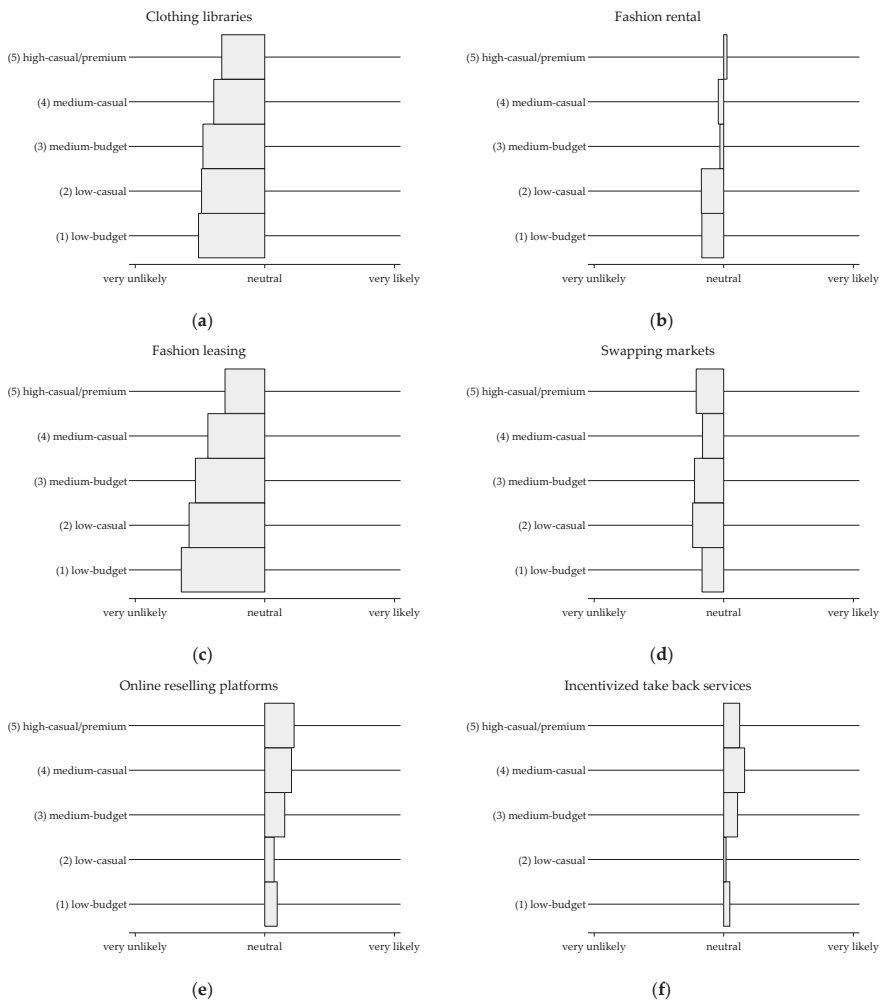 Clothing libraries
(5) high-casual/premium
(4) medium-casual
(3) medium-budget
(2) low-casual
(1) low-budget
very unlikely neutral very likely
(a)
Fashion rental
(5) high-casual/premium
(4) medium-casual
(3) medium-budget
(2) low-casual
(1) low-budget
very unlikely neutral very likely
(b)
Fashion leasing
(5) high-casual/premium
(4) medium-casual
(3) medium-budget
(2) low-casual
(1) low-budget
very unlikely neutral very likely
(c)
Swapping markets
(5) high-casual/premium
(4) medium-casual
(3) medium-budget
(2) low-casual
(1) low-budget
very unlikely neutral very likely
(d)
Online reselling platforms
(5) high-casual/premium
(4) medium-casual
(3) medium-budget
(2) low-casual
(1) low-budget
very unlikely neutral very likely
(e)
Incentivized take back services
(5) high-casual/premium
(4) medium-casual
(3) medium-budget
(2) low-casual
(1) low-budget
very unlikely neutral very likely
(f)